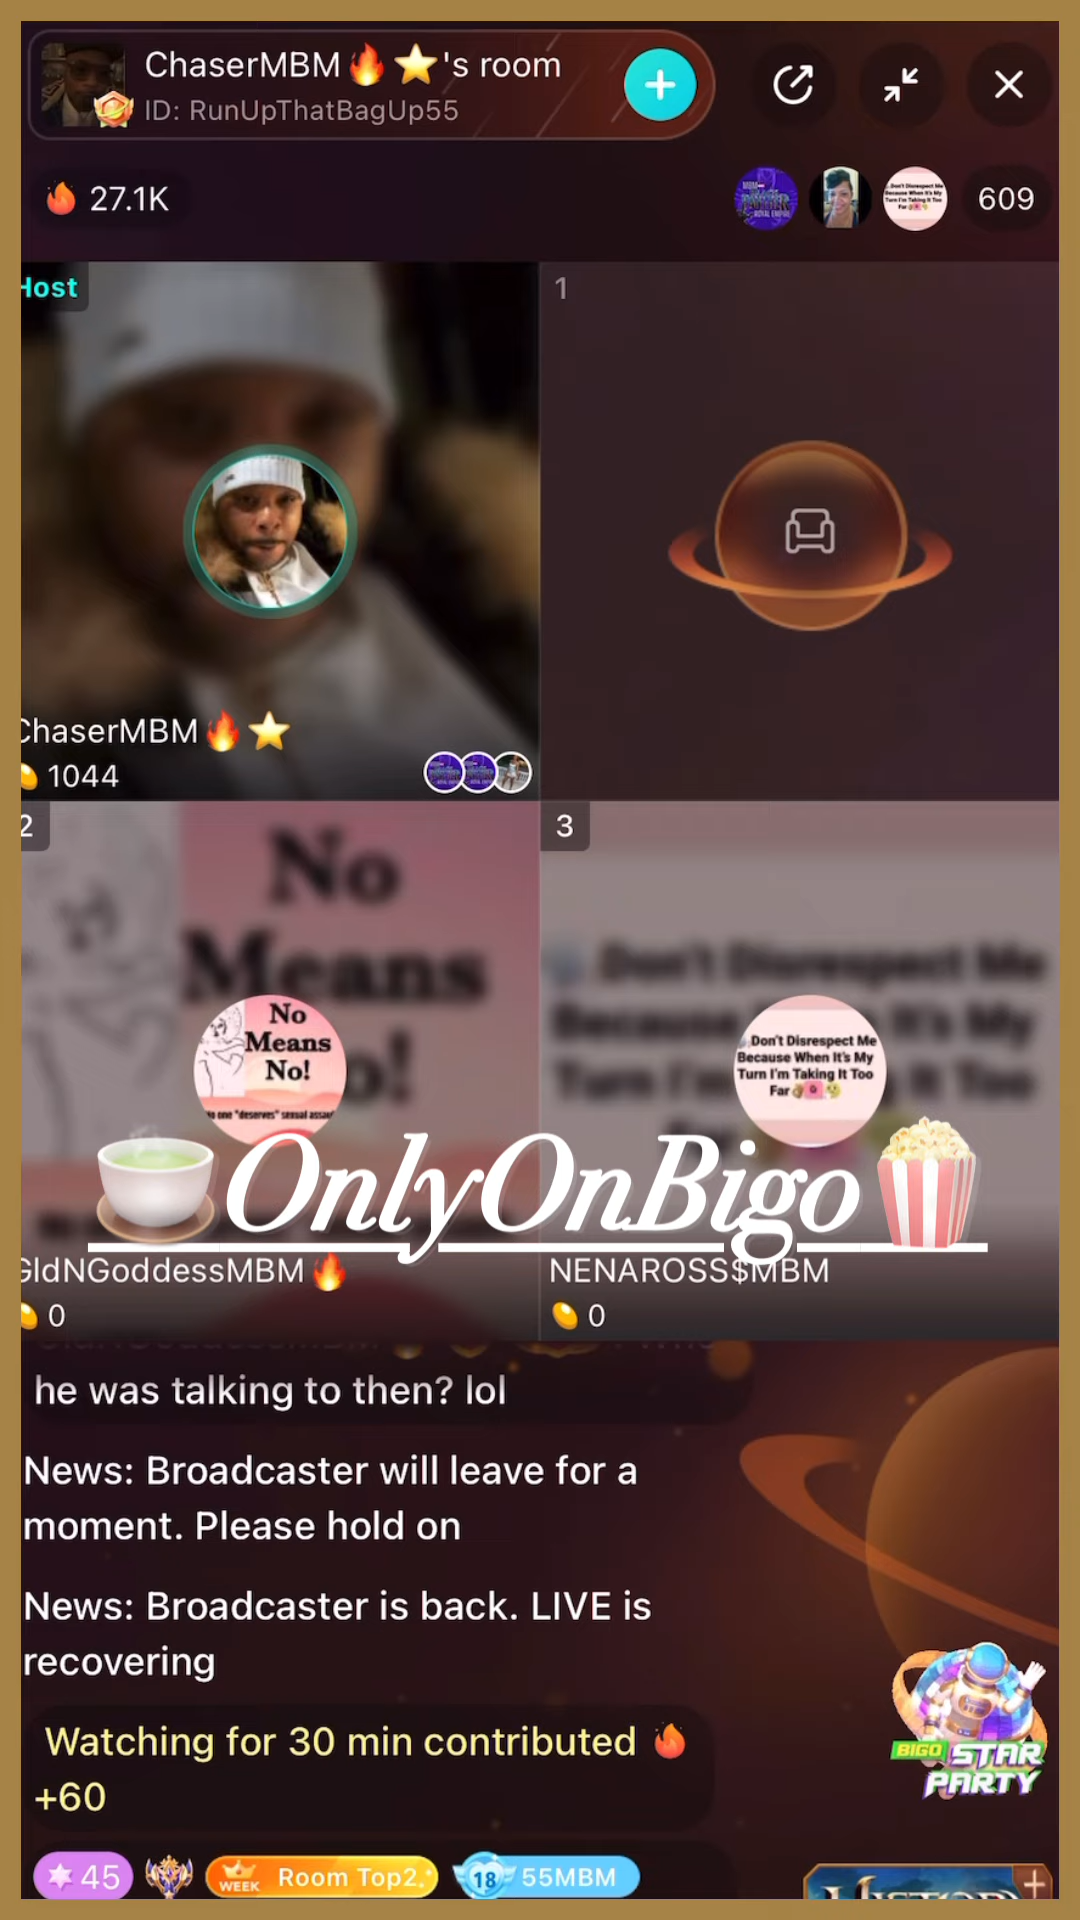 ChaserMBM🔥⭐'s room
ID: RunUpThatBagUp55
🔥 27.1K
609
Host
1
ChaserMBM🔥⭐
1044
2
3
No
Means
No!
No one "deserves" sexual
Don't Disrespect Me
Because When It's My
Turn I'm Taking It Too
Far
🍵OnlyOnBigo🍿
GldNGoddessMBM🔥
0
NENAROSS$MBM
0
he was talking to then? lol
News: Broadcaster will leave for a
moment. Please hold on
News: Broadcaster is back. LIVE is
recovering
Watching for 30 min contributed 🔥
+60
BIGO STAR
PARTY
45
WEEK
Room Top2
18
55MBM